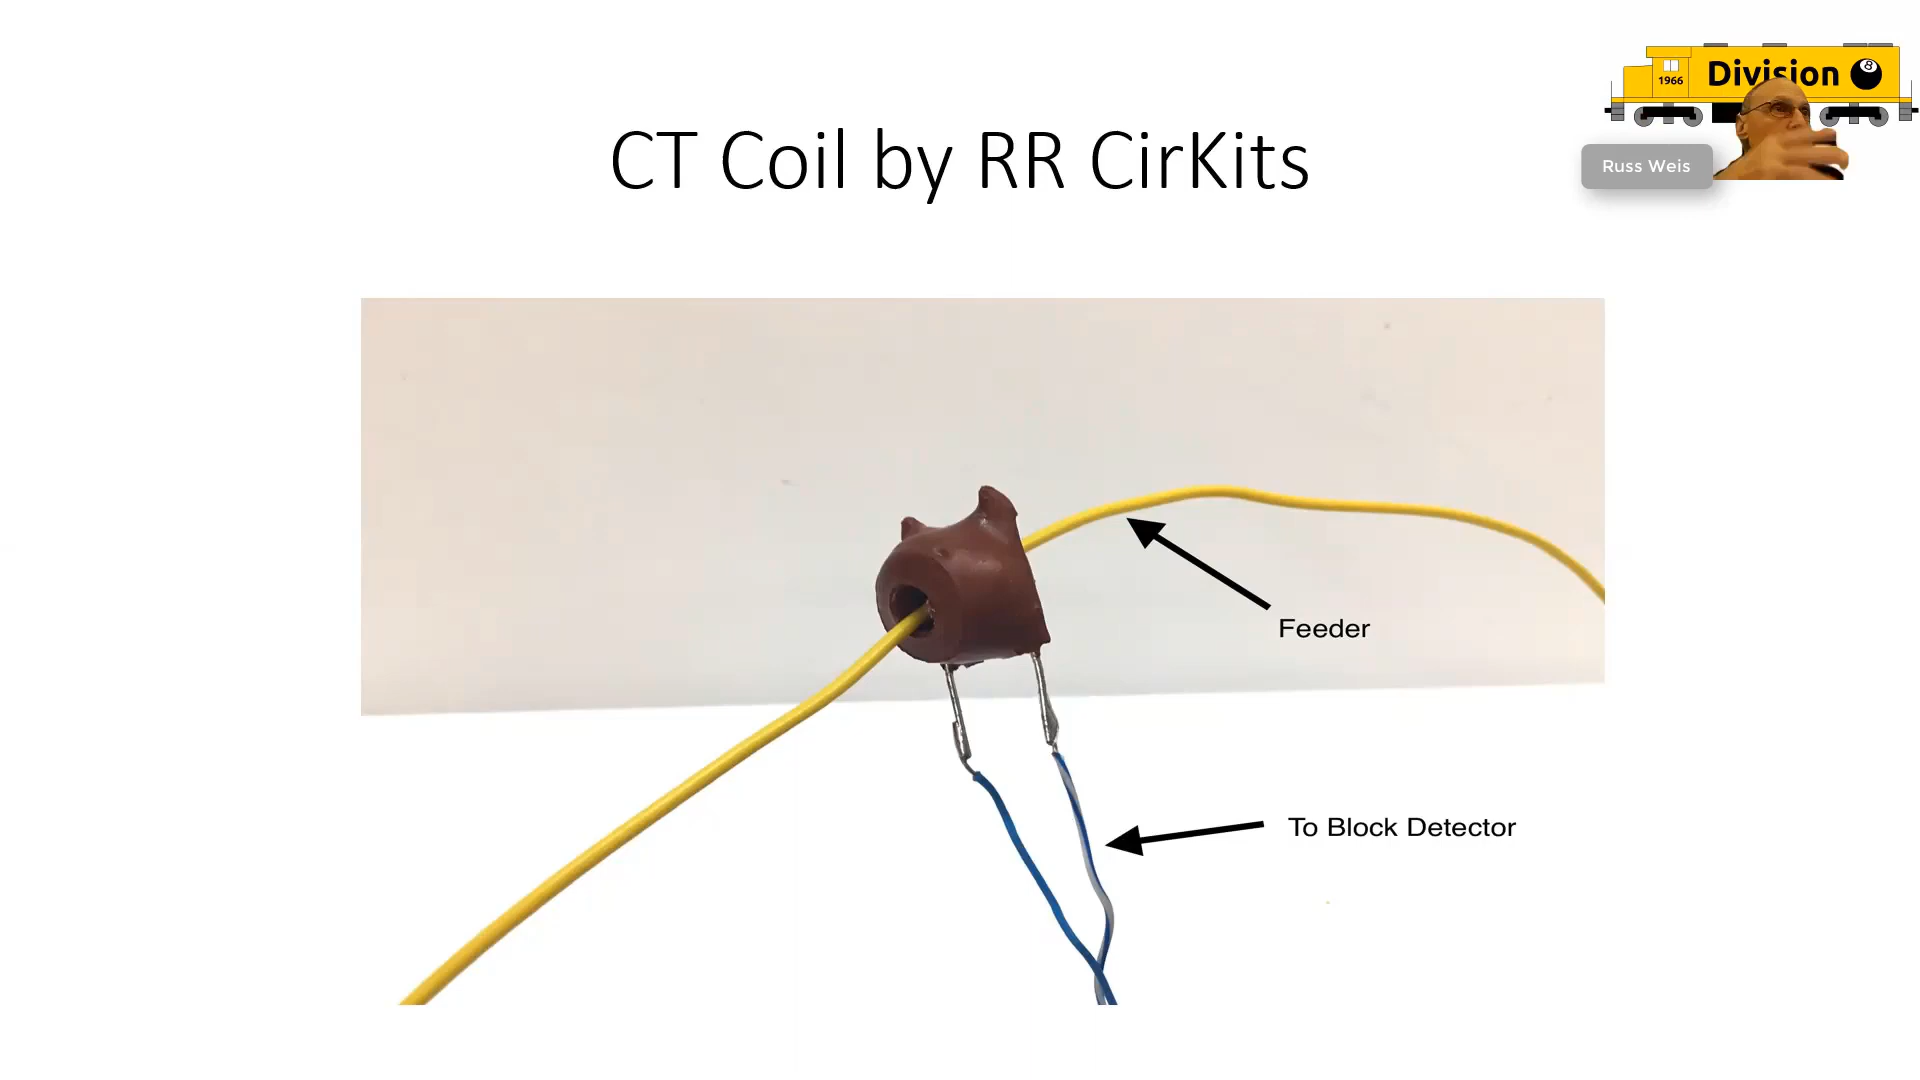 1966
Division 8
Russ Weis
CT Coil by RR CirKits
Feeder
To Block Detector